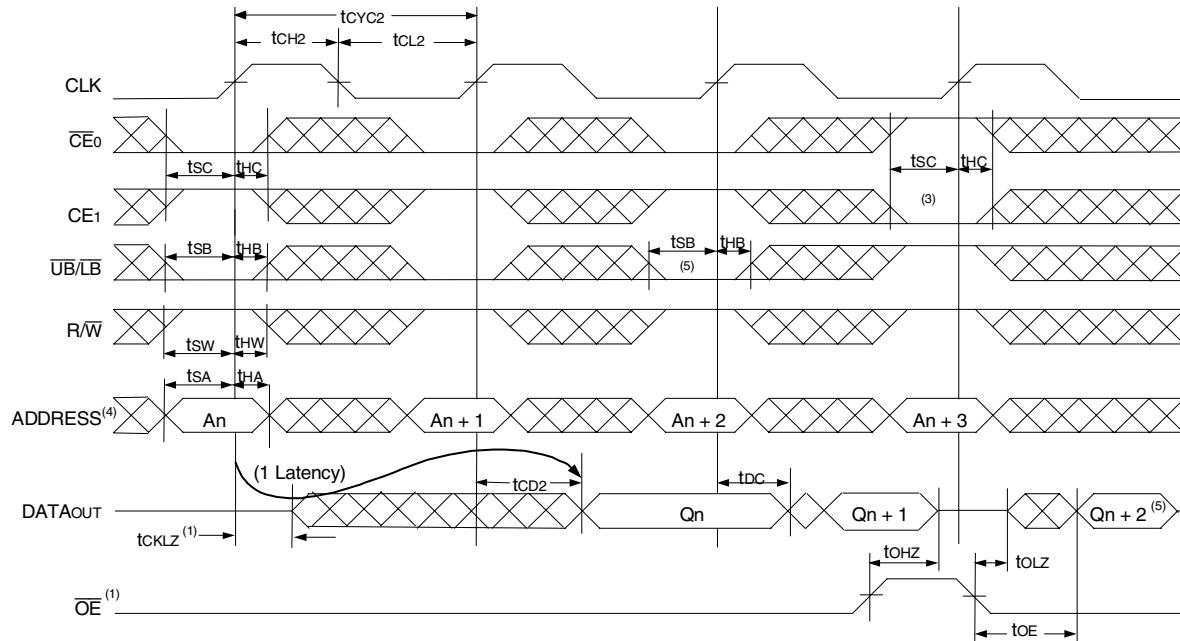 tCYC2
tCH2 tCL2
CLK
CE0
tSC tHC tSC tHC
(3)
CE1
tSB tHB tSB tHB
UB/LB (5)
R/W
tSW tHW
tSA tHA
ADDRESS(4) An An + 1 An + 2 An + 3
(1 Latency) tCD2 tDC
DATAOUT Qn Qn + 1 Qn + 2 (5)
tCKLZ (1)
tOHZ tOLZ
OE (1)
tOE